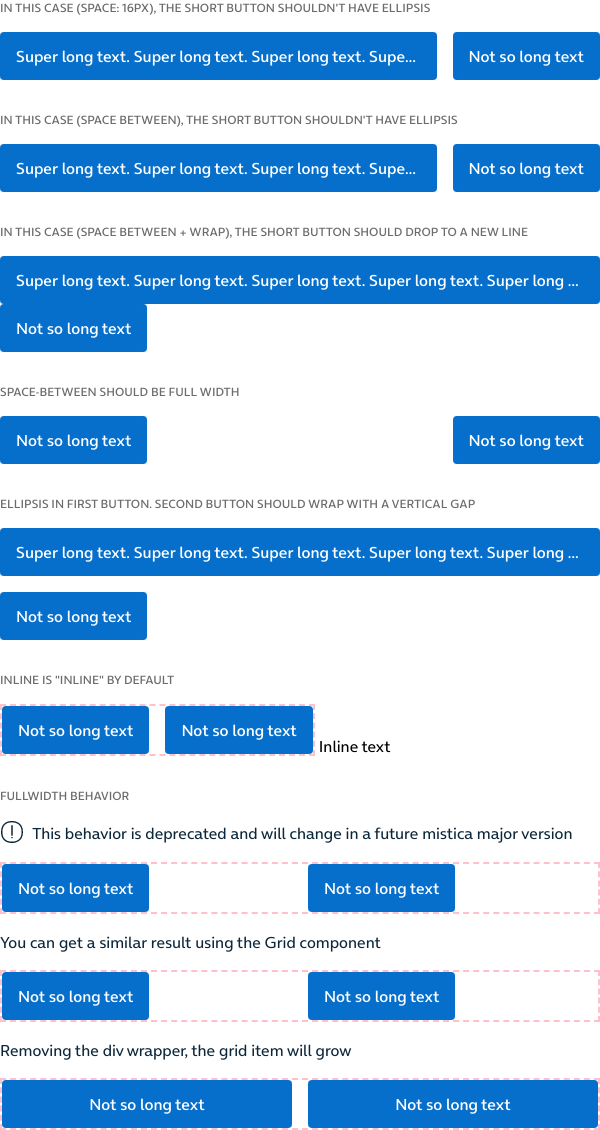 IN THIS CASE (SPACE: 16PX), THE SHORT BUTTON SHOULDN'T HAVE ELLIPSIS
Super long text. Super long text. Super long text. Supe... Not so long text
IN THIS CASE (SPACE BETWEEN), THE SHORT BUTTON SHOULDN'T HAVE ELLIPSIS
Super long text. Super long text. Super long text. Supe... Not so long text
IN THIS CASE (SPACE BETWEEN + WRAP), THE SHORT BUTTON SHOULD DROP TO A NEW LINE
Super long text. Super long text. Super long text. Super long text. Super long ...
Not so long text
SPACE-BETWEEN SHOULD BE FULL WIDTH
Not so long text Not so long text
ELLIPSIS IN FIRST BUTTON. SECOND BUTTON SHOULD WRAP WITH A VERTICAL GAP
Super long text. Super long text. Super long text. Super long text. Super long ...
Not so long text
INLINE IS "INLINE" BY DEFAULT
Not so long text Not so long text Inline text
FULLWIDTH BEHAVIOR
This behavior is deprecated and will change in a future mistica major version
Not so long text Not so long text
You can get a similar result using the Grid component
Not so long text Not so long text
Removing the div wrapper, the grid item will grow
Not so long text Not so long text